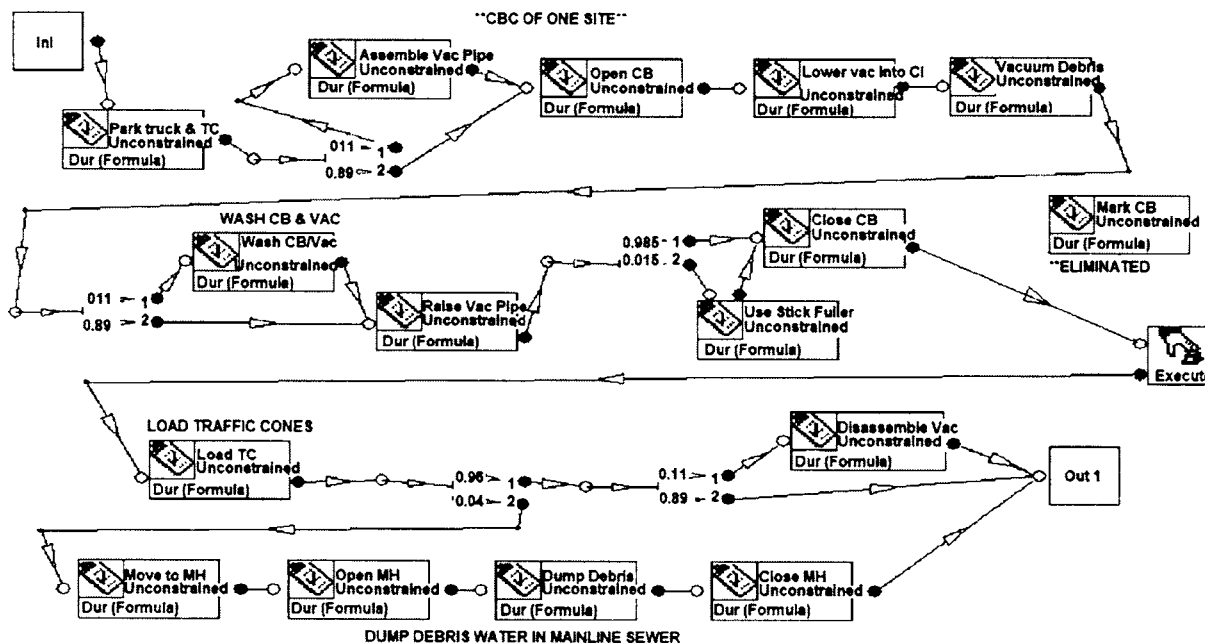 **CBC OF ONE SITE**
Ini
Assemble Vac Pipe
Unconstrained
Dur (Formula)
Open CB
Unconstrained
Dur (Formula)
Lower vac into CI
Unconstrained
Dur (Formula)
Vacuum Debris
Unconstrained
Dur (Formula)
Park truck & TC
Unconstrained
Dur (Formula)
011 1
0.89 2
WASH CB & VAC
Wash CB/Vac
Unconstrained
Dur (Formula)
011 1
0.89 2
Raise Vac Pipe
Unconstrained
Dur (Formula)
0.985 1
0.015 2
Close CB
Unconstrained
Dur (Formula)
Use Stick Fuller
Unconstrained
Dur (Formula)
Mark CB
Unconstrained
Dur (Formula)
**ELIMINATED
Execut
LOAD TRAFFIC CONES
Load TC
Unconstrained
Dur (Formula)
0.96 1
0.04 2
0.11 1
0.89 2
Disassemble Vac
Unconstrained
Dur (Formula)
Out 1
Move to MH
Unconstrained
Dur (Formula)
Open MH
Unconstrained
Dur (Formula)
Dump Debris
Unconstrained
Dur (Formula)
Close MH
Unconstrained
Dur (Formula)
DUMP DEBRIS WATER IN MAINLINE SEWER